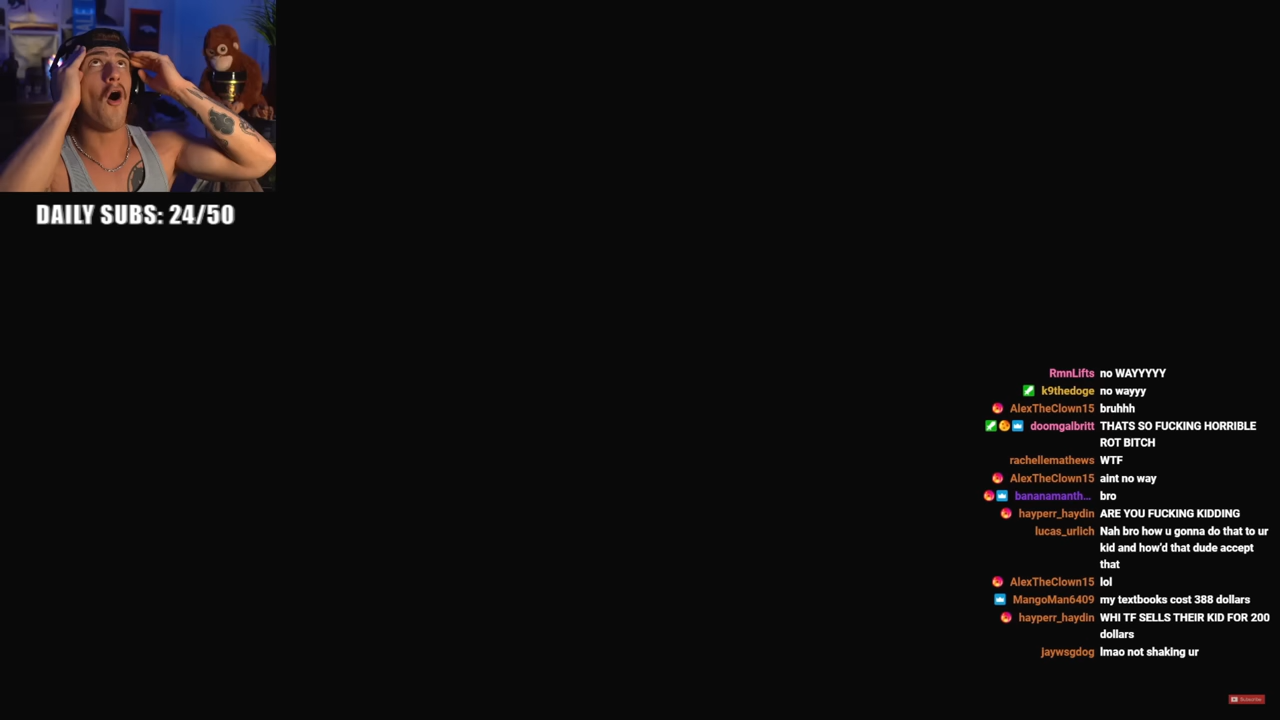 DAILY SUBS: 24/50
RmnLifts no WAYYYYY
k9thedoge no wayyy
AlexTheClown15 bruhhh
doomgalbritt THATS SO FUCKING HORRIBLE
ROT BITCH
rachellemathews WTF
AlexTheClown15 aint no way
bananamanth... bro
hayperr_haydin ARE YOU FUCKING KIDDING
lucas_urlich Nah bro how u gonna do that to ur
kid and how'd that dude accept
that
AlexTheClown15 lol
MangoMan6409 my textbooks cost 388 dollars
hayperr_haydin WHI TF SELLS THEIR KID FOR 200
dollars
jaywsgdog lmao not shaking ur
Subscribe